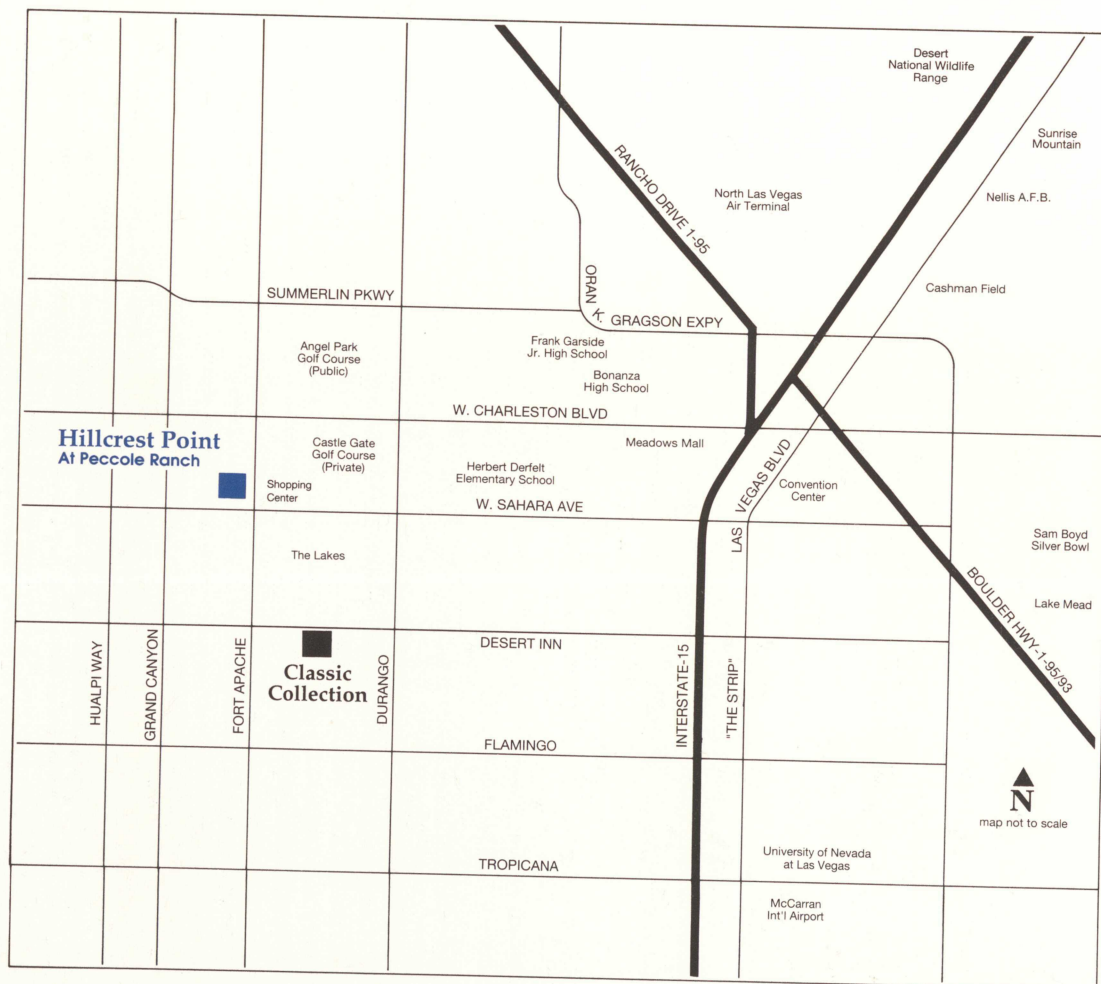 Desert
National Wildlife
Range
Sunrise
Mountain
RANCHO DRIVE 1-95
North Las Vegas
Air Terminal
Nellis A.F.B.
ORAN K. GRAGSON EXPY
SUMMERLIN PKWY
Cashman Field
Angel Park
Golf Course
(Public)
Frank Garside
Jr. High School
Bonanza
High School
W. CHARLESTON BLVD
Hillcrest Point
At Peccole Ranch
Castle Gate
Golf Course
(Private)
Meadows Mall
Herbert Derfelt
Elementary School
Shopping
Center
LAS VEGAS BLVD
Convention
Center
W. SAHARA AVE
The Lakes
Sam Boyd
Silver Bowl
Lake Mead
BOULDER HWY-1-95/93
DESERT INN
Classic
Collection
HUALPI WAY
GRAND CANYON
FORT APACHE
DURANGO
INTERSTATE-15
"THE STRIP"
FLAMINGO
N
map not to scale
TROPICANA
University of Nevada
at Las Vegas
McCarran
Int'l Airport